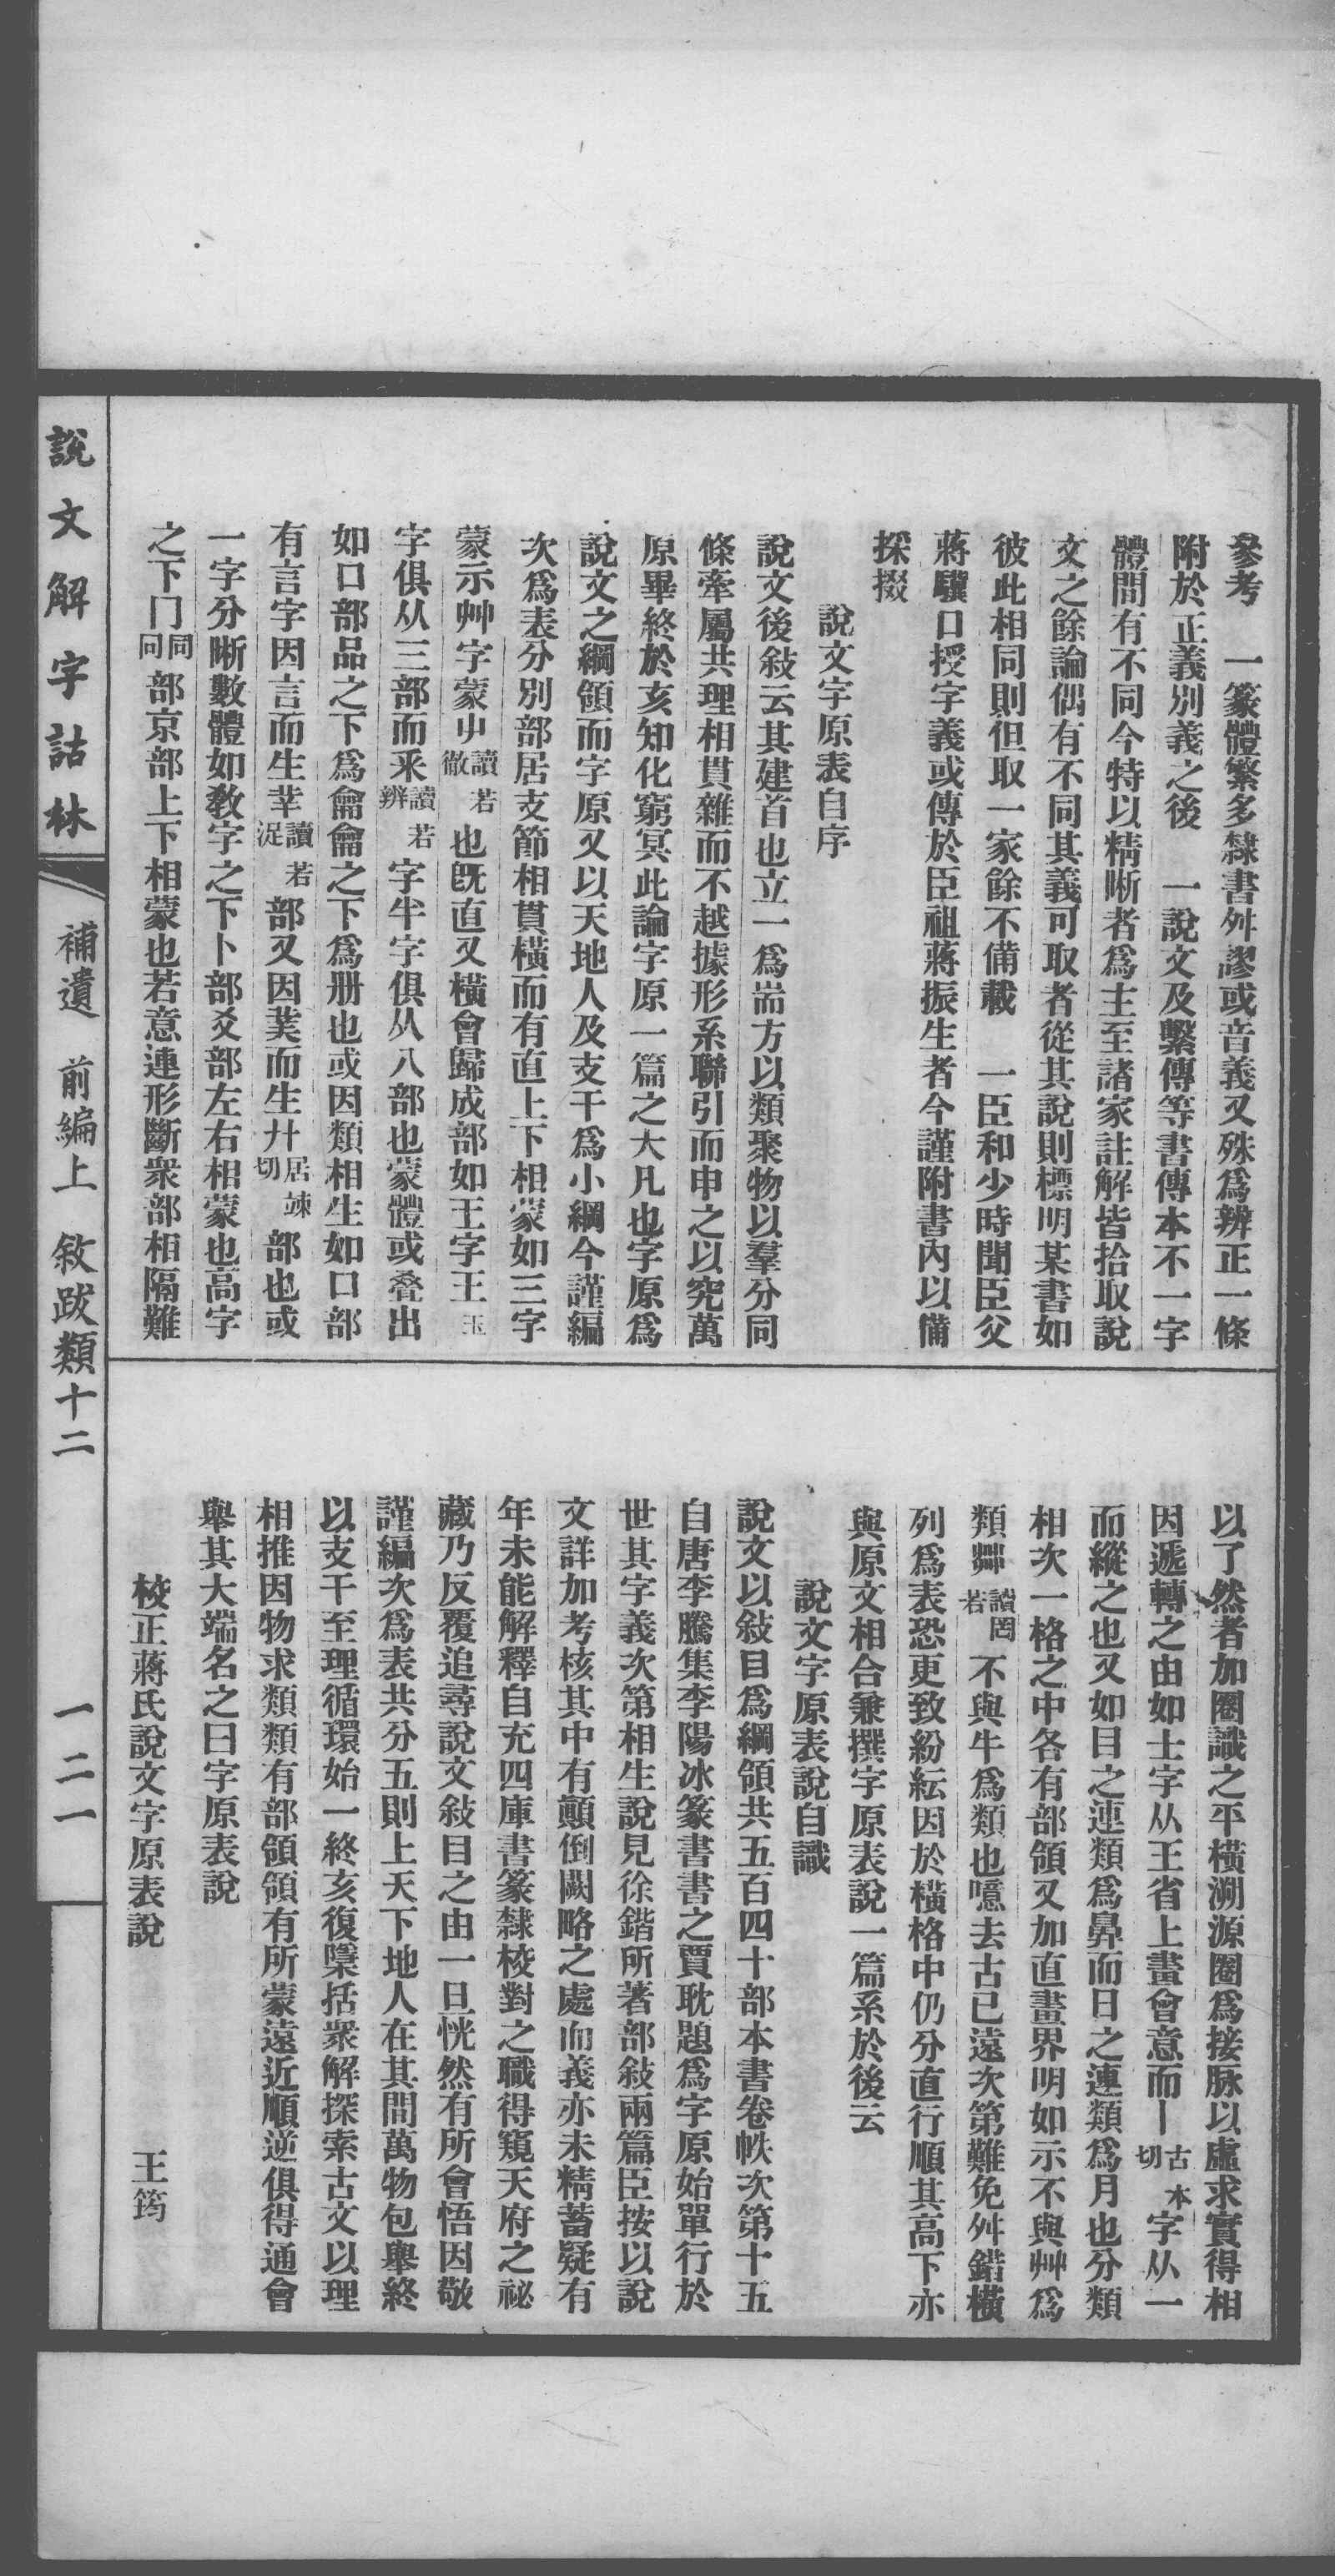 參考　一篆體繁多隸書舛謬或音義又殊爲辨正一條
附於正義別義之後　一說文及繫傳等書傳本不一字
體間有不同今特以精晰者爲主至諸家註解皆拾取說
文之餘論偶有不同其義可取者從其說則標明某書如
彼此相同則但取一家餘不備載　一臣和少時聞臣父
蔣驥口授字義或傳於臣祖蔣振生者今謹附書內以備
採掇
說文字原表自序
說文後敍云其建首也立一爲耑方以類聚物以羣分同
條牽屬共理相貫雜而不越據形系聯引而申之以究萬
原畢終於亥知化窮冥此論字原一篇之大凡也字原爲
說文之綱領而字原又以天地人及支干爲小綱今謹編
次爲表分別部居支節相貫橫而有直上下相蒙如三字
蒙示艸字蒙屮讀若徹也旣直又橫會歸成部如王字王玉
字俱从三部而釆讀若辨字半字俱从八部也蒙體或叠出
如口部品之下爲龠龠之下爲册也或因類相生如口部
有言字因言而生丵讀若浞部又因菐而生廾居竦切部也或
一字分晰數體如敎字之下卜部爻部左右相蒙也高字
之下冂同冋部京部上下相蒙也若意連形斷衆部相隔難
以了然者加圈識之平橫溯源圈爲接脉以虛求實得相
因遞轉之由如士字从王省上畫會意而丨古本切字从一
而縱之也又如目之連類爲鼻而日之連類爲月也分類
相次一格之中各有部領又加直畫界明如示不與艸爲
類茻讀若罔不與牛爲類也噫去古已遠次第難免舛錯橫
列爲表恐更致紛紜因於橫格中仍分直行順其高下亦
與原文相合兼撰字原表說一篇系於後云
說文字原表說自識
說文以敍目爲綱領共五百四十部本書卷帙次第十五
自唐李騰集李陽冰篆書書之賈耽題爲字原始單行於
世其字義次第相生說見徐鍇所著部敍兩篇臣按以說
文詳加考核其中有顚倒闕略之處而義亦未精蓄疑有
年未能解釋自充四庫書篆隸校對之職得窺天府之祕
藏乃反覆追尋說文敍目之由一旦恍然有所會悟因敬
謹編次爲表共分五則上天下地人在其間萬物包舉終
以支干至理循環始一終亥復櫽括衆解探索古文以理
相推因物求類類有部領領有所蒙遠近順逆俱得通會
舉其大端名之曰字原表說
校正蔣氏說文字原表說　王筠
說文解字詁林　補遺　前編上　敘跋類十二　一二一